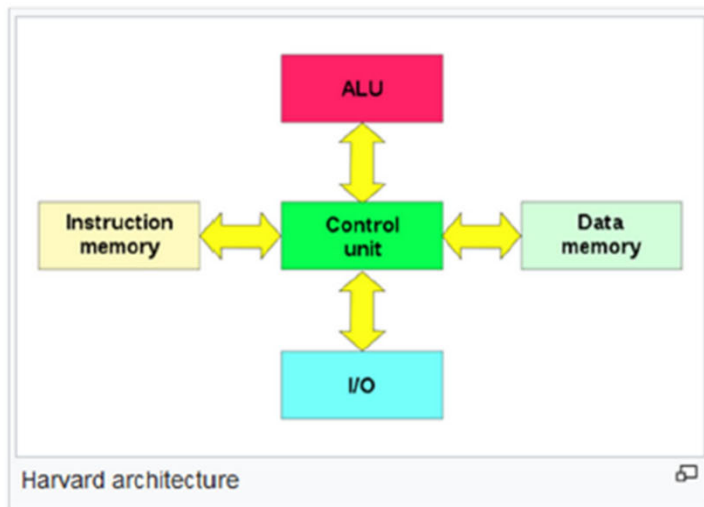 ALU
Instruction
memory
Control
unit
Data
memory
I/O
Harvard architecture